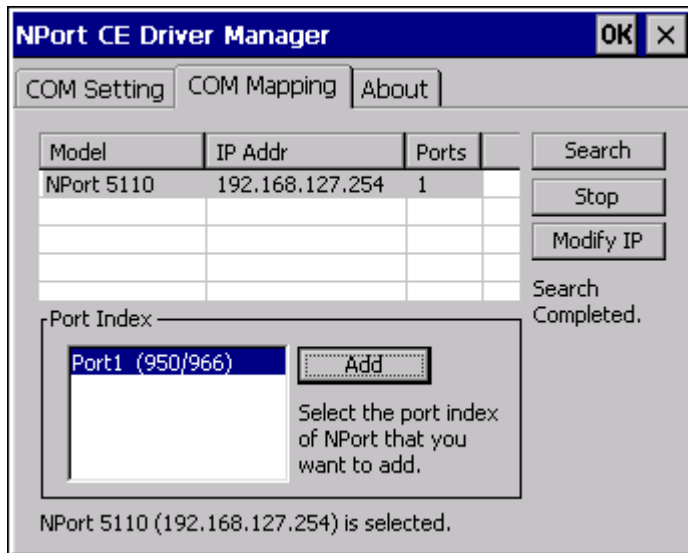 NPort CE Driver Manager OK ×
COM Setting COM Mapping About
Model IP Addr Ports
NPort 5110 192.168.127.254 1
Search
Stop
Modify IP
Search
Completed.
Port Index
Port1 (950/966)
Add
Select the port index
of NPort that you
want to add.
NPort 5110 (192.168.127.254) is selected.